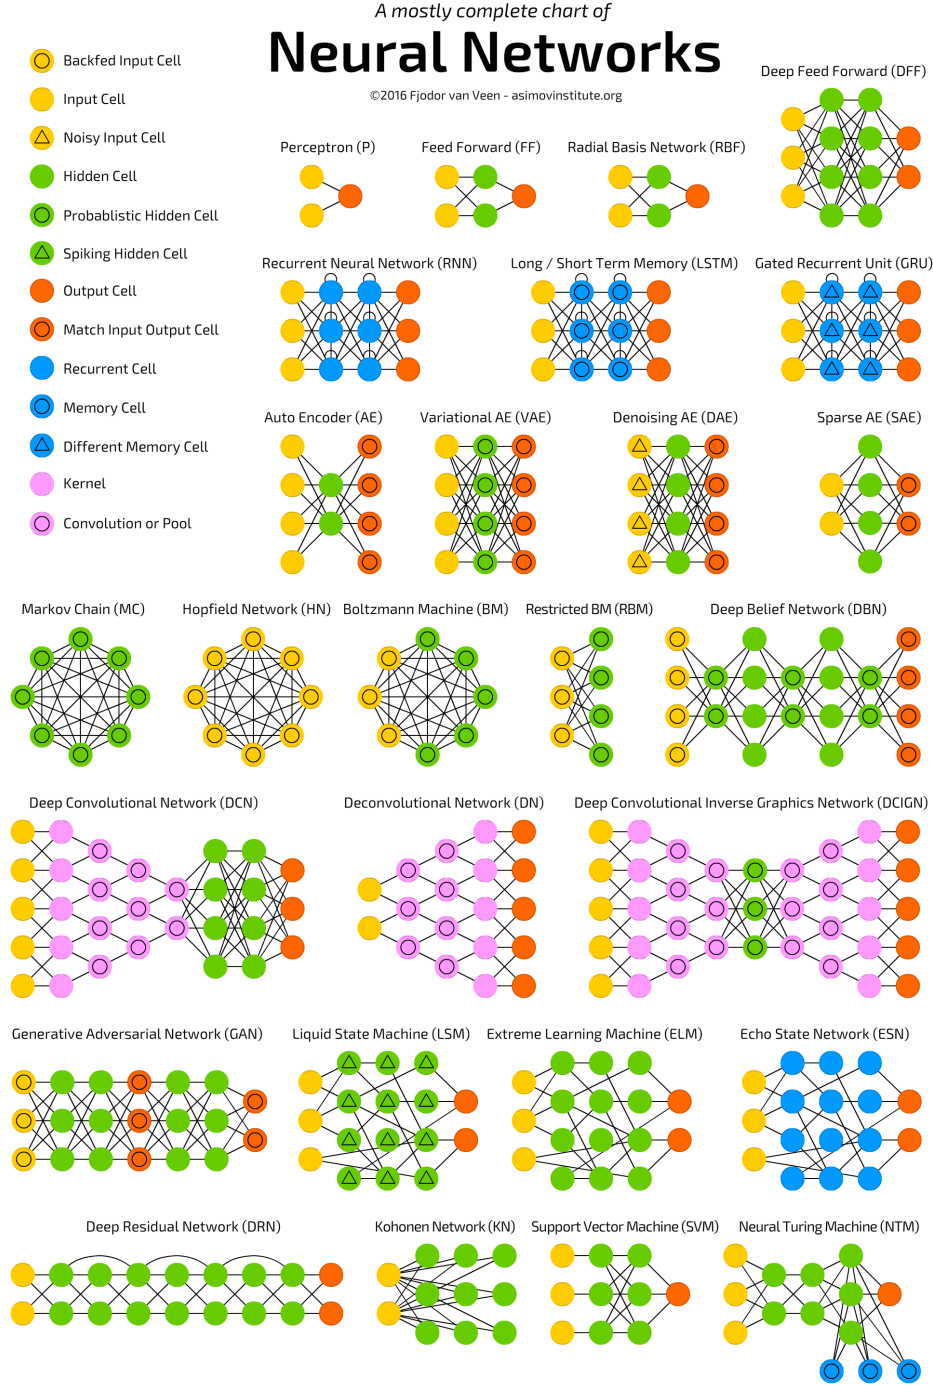 A mostly complete chart of
Neural Networks
©2016 Fjodor van Veen - asimovinstitute.org
Backfed Input Cell
Input Cell
Noisy Input Cell
Hidden Cell
Probablistic Hidden Cell
Spiking Hidden Cell
Output Cell
Match Input Output Cell
Recurrent Cell
Memory Cell
Different Memory Cell
Kernel
Convolution or Pool
Deep Feed Forward (DFF)
Perceptron (P)
Feed Forward (FF)
Radial Basis Network (RBF)
Recurrent Neural Network (RNN)
Long / Short Term Memory (LSTM)
Gated Recurrent Unit (GRU)
Auto Encoder (AE)
Variational AE (VAE)
Denoising AE (DAE)
Sparse AE (SAE)
Markov Chain (MC)
Hopfield Network (HN)
Boltzmann Machine (BM)
Restricted BM (RBM)
Deep Belief Network (DBN)
Deep Convolutional Network (DCN)
Deconvolutional Network (DN)
Deep Convolutional Inverse Graphics Network (DCIGN)
Generative Adversarial Network (GAN)
Liquid State Machine (LSM)
Extreme Learning Machine (ELM)
Echo State Network (ESN)
Deep Residual Network (DRN)
Kohonen Network (KN)
Support Vector Machine (SVM)
Neural Turing Machine (NTM)